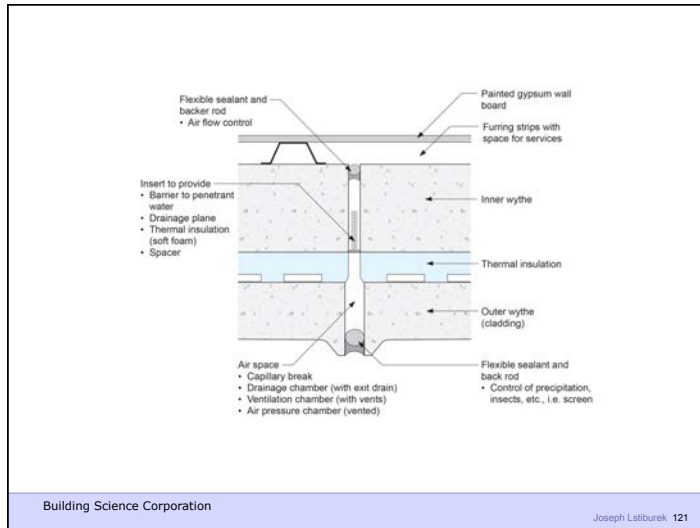 Flexible sealant and
backer rod
• Air flow control
Painted gypsum wall
board
Furring strips with
space for services
Insert to provide
• Barrier to penetrant
water
• Drainage plane
• Thermal insulation
(soft foam)
• Spacer
Inner wythe
Thermal insulation
Outer wythe
(cladding)
Air space
• Capillary break
• Drainage chamber (with exit drain)
• Ventilation chamber (with vents)
• Air pressure chamber (vented)
Flexible sealant and
back rod
• Control of precipitation,
insects, etc., i.e. screen
Building Science Corporation
Joseph Lstiburek 121